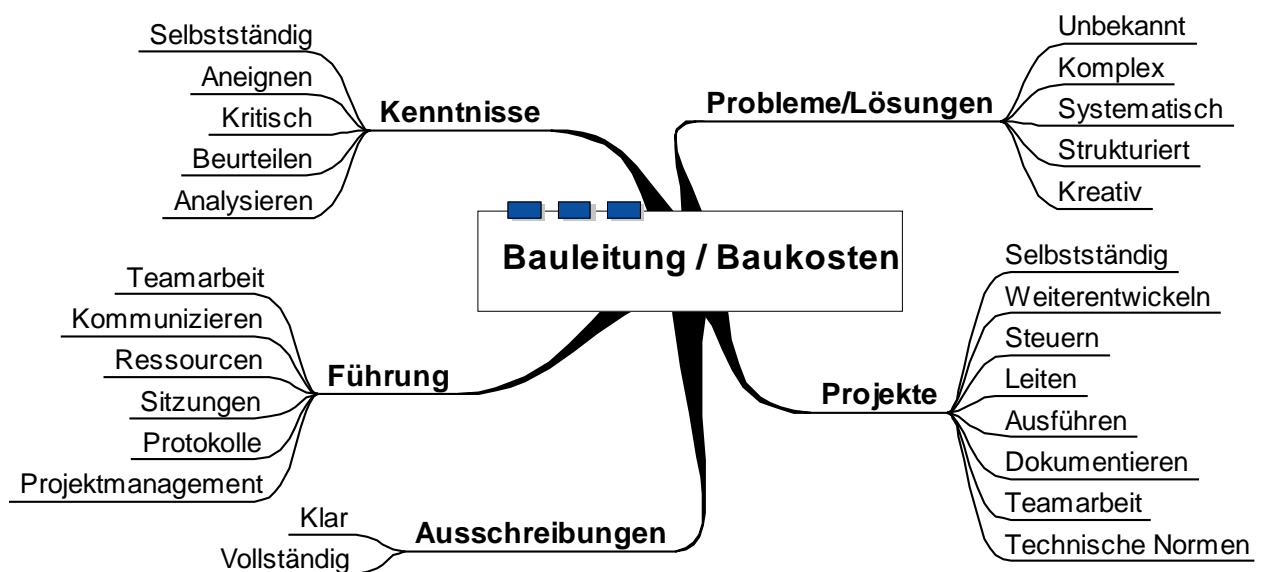 Bauleitung / Baukosten
Kenntnisse
Selbstständig
Aneignen
Kritisch
Beurteilen
Analysieren
Probleme/Lösungen
Unbekannt
Komplex
Systematisch
Strukturiert
Kreativ
Führung
Teamarbeit
Kommunizieren
Ressourcen
Sitzungen
Protokolle
Projektmanagement
Projekte
Selbstständig
Weiterentwickeln
Steuern
Leiten
Ausführen
Dokumentieren
Teamarbeit
Technische Normen
Ausschreibungen
Klar
Vollständig